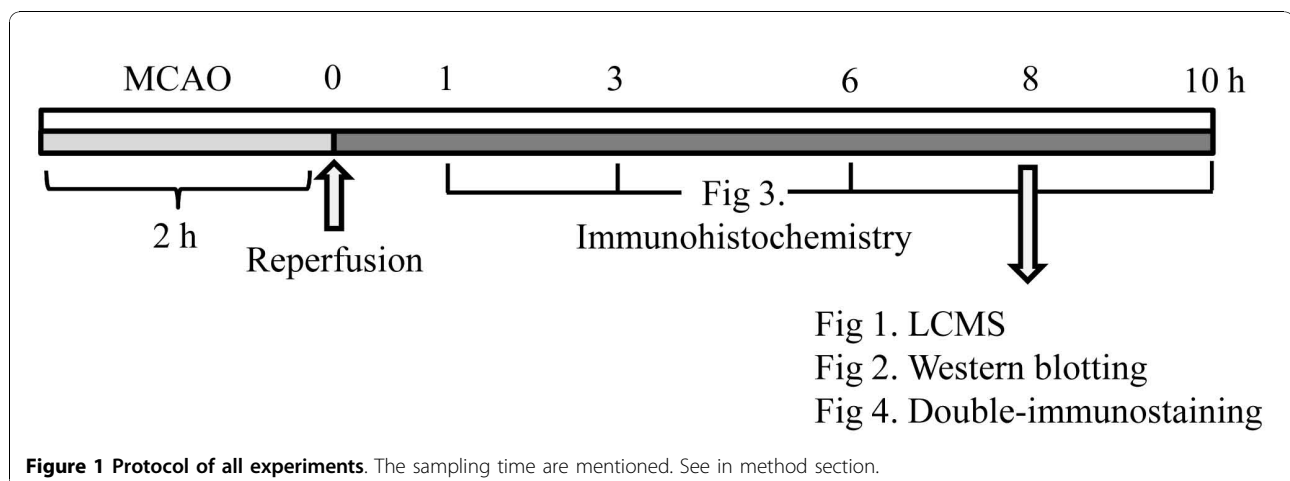 MCAO 0 1 3 6 8 10 h
2 h
Reperfusion
Fig 3.
Immunohistochemistry
Fig 1. LCMS
Fig 2. Western blotting
Fig 4. Double-immunostaining
Figure 1 Protocol of all experiments. The sampling time are mentioned. See in method section.